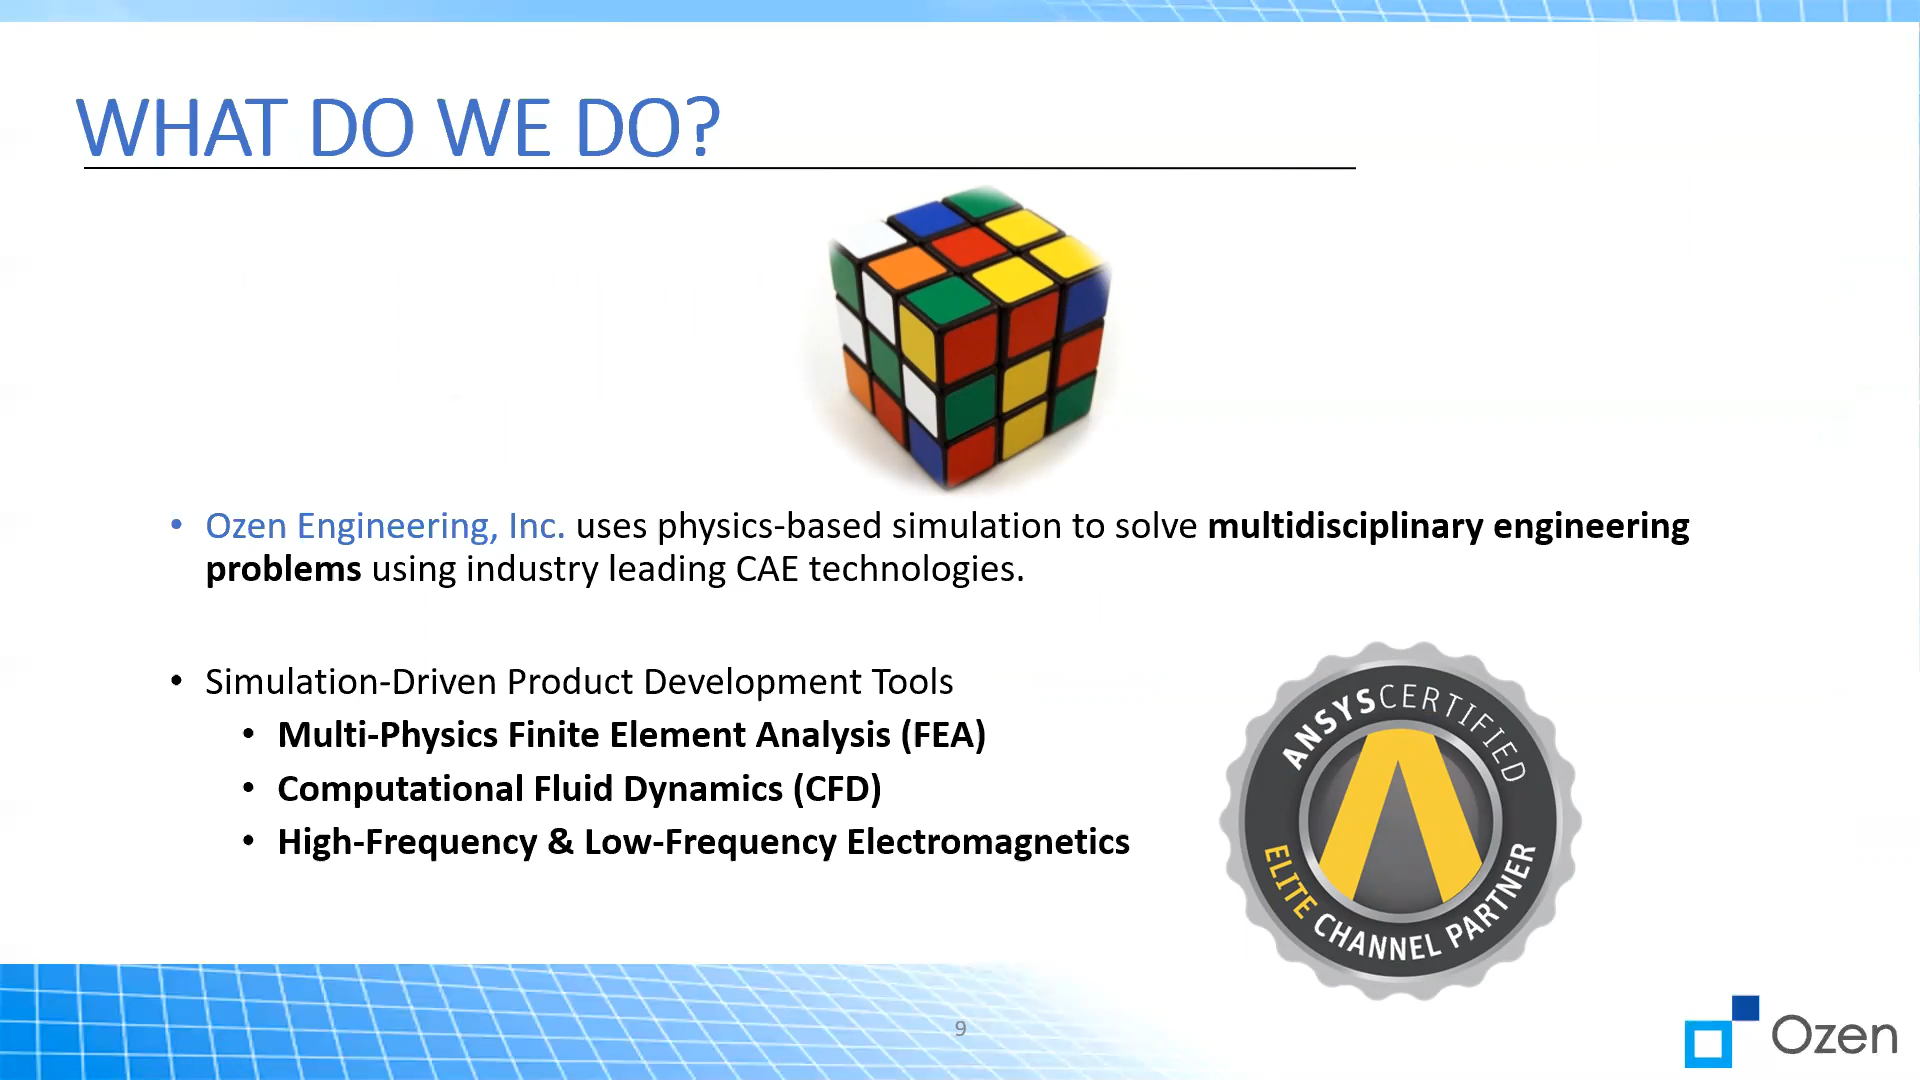 WHAT DO WE DO?
• Ozen Engineering, Inc. uses physics-based simulation to solve multidisciplinary engineering
problems using industry leading CAE technologies.
• Simulation-Driven Product Development Tools
• Multi-Physics Finite Element Analysis (FEA)
• Computational Fluid Dynamics (CFD)
• High-Frequency & Low-Frequency Electromagnetics
ANSYS CERTIFIED
ELITE CHANNEL PARTNER
9
Ozen